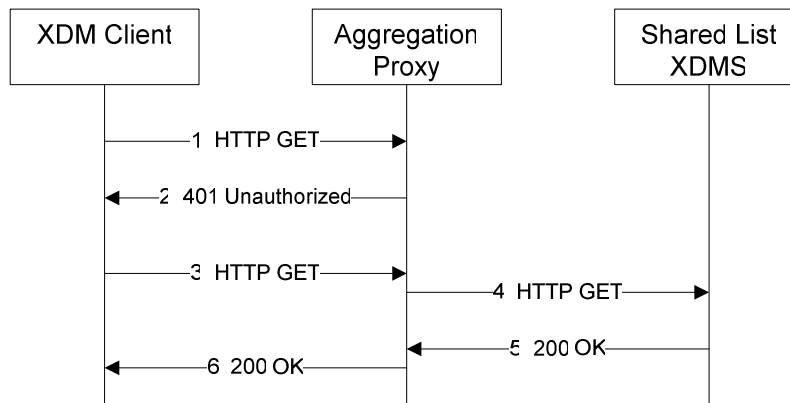 XDM Client
Aggregation
Proxy
Shared List
XDMS
1 HTTP GET
2 401 Unauthorized
3 HTTP GET
4 HTTP GET
5 200 OK
6 200 OK